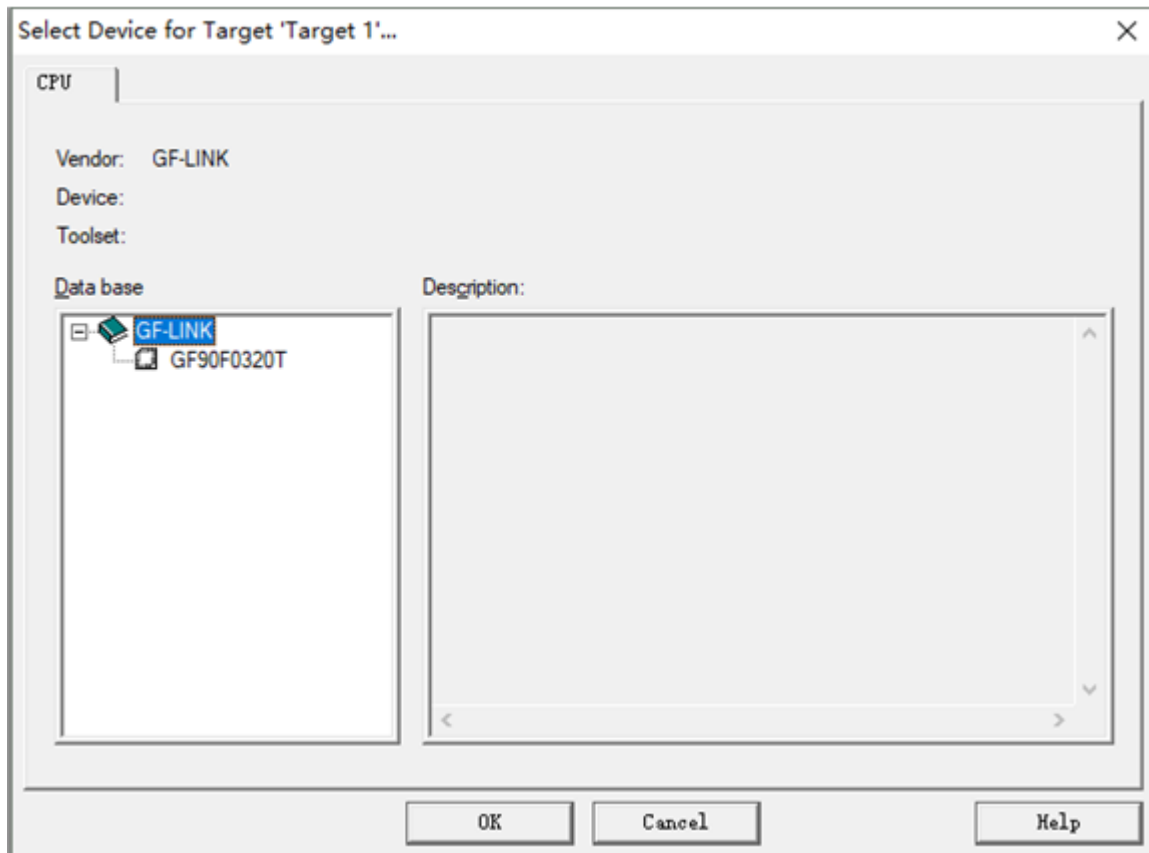 Select Device for Target 'Target 1'...
CPU
Vendor: GF-LINK
Device:
Toolset:
Data base
Description:
GF-LINK
GF90F0320T
OK
Cancel
Help